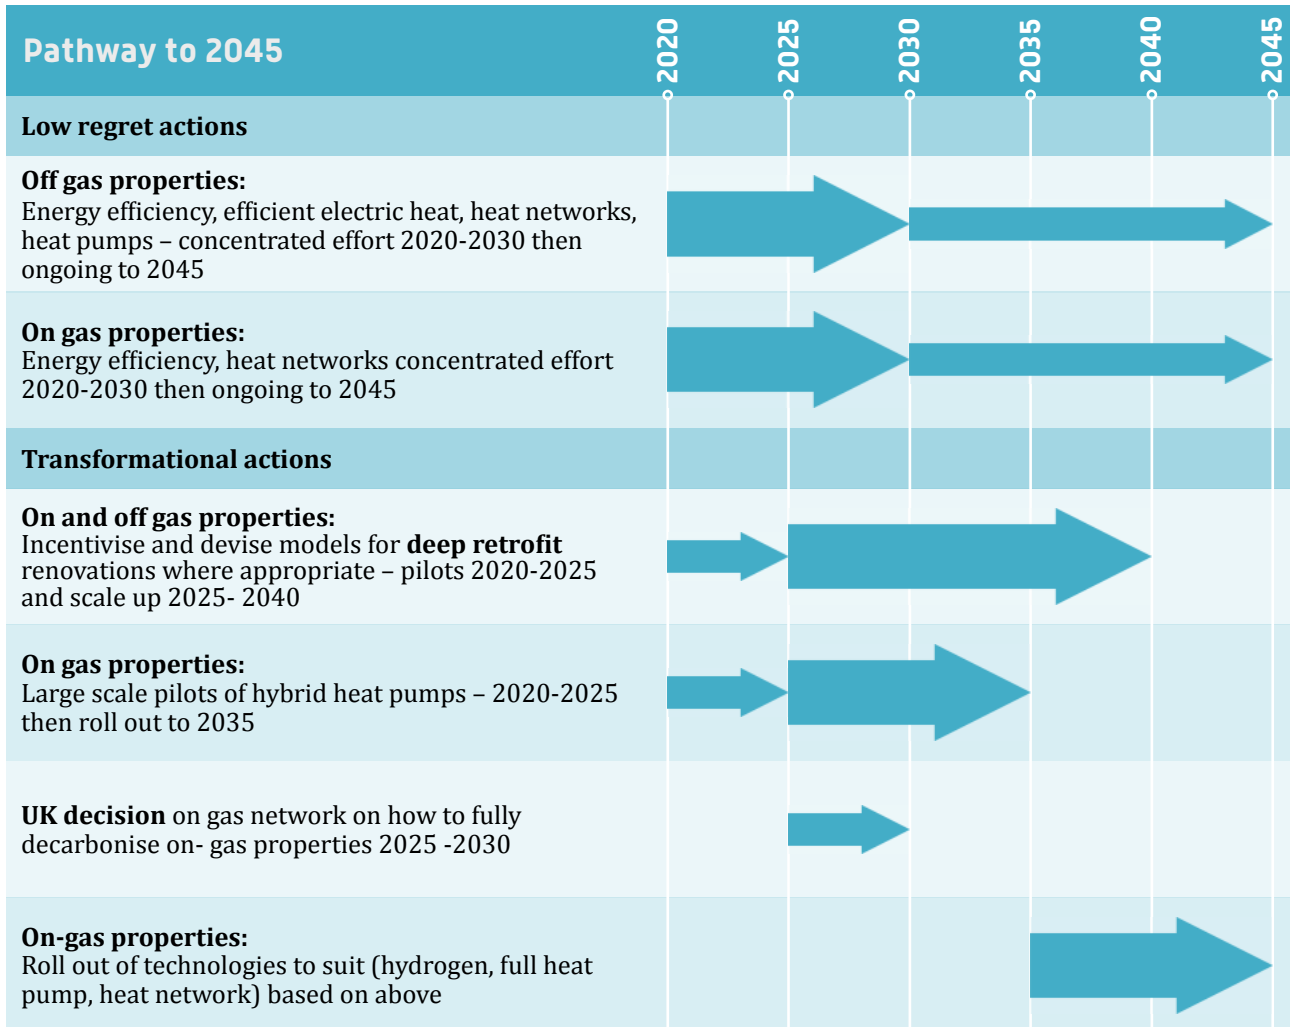 Pathway to 2045
2020
2025
2030
2035
2040
2045
Low regret actions
Off gas properties:
Energy efficiency, efficient electric heat, heat networks,
heat pumps – concentrated effort 2020-2030 then
ongoing to 2045
On gas properties:
Energy efficiency, heat networks concentrated effort
2020-2030 then ongoing to 2045
Transformational actions
On and off gas properties:
Incentivise and devise models for deep retrofit
renovations where appropriate – pilots 2020-2025
and scale up 2025- 2040
On gas properties:
Large scale pilots of hybrid heat pumps – 2020-2025
then roll out to 2035
UK decision on gas network on how to fully
decarbonise on- gas properties 2025 -2030
On-gas properties:
Roll out of technologies to suit (hydrogen, full heat
pump, heat network) based on above